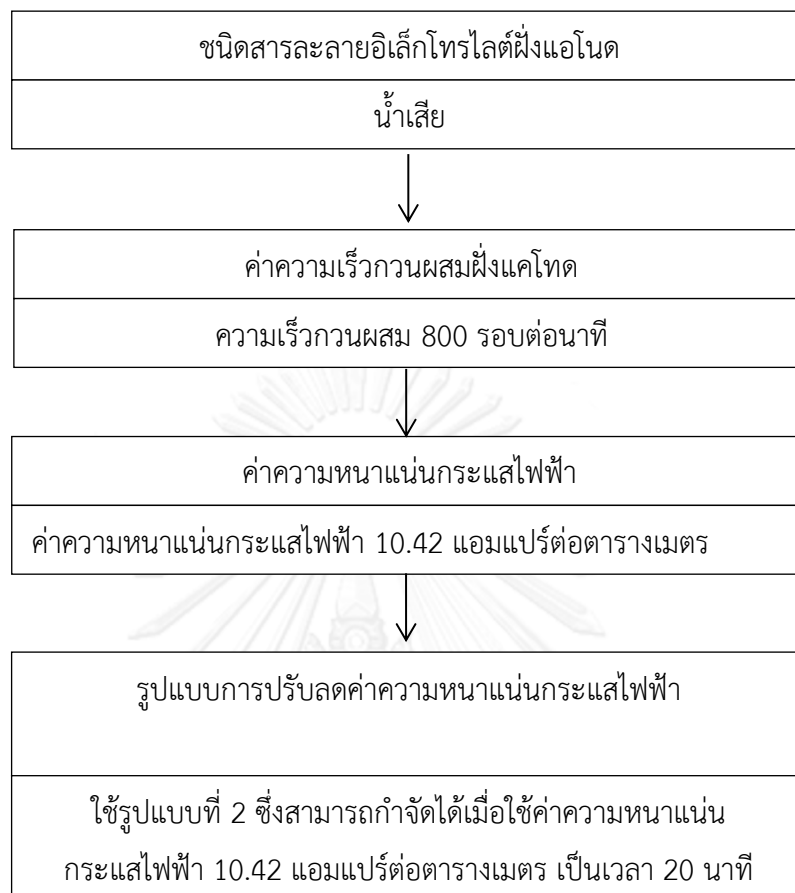 ชนิดสารละลายอิเล็กโทรไลต์ฝั่งแอโนด
น้ำเสีย
ค่าความเร็วกวนผสมฝั่งแคโทด
ความเร็วกวนผสม 800 รอบต่อนาที
ค่าความหนาแน่นกระแสไฟฟ้า
ค่าความหนาแน่นกระแสไฟฟ้า 10.42 แอมแปร์ต่อตารางเมตร
รูปแบบการปรับลดค่าความหนาแน่นกระแสไฟฟ้า
ใช้รูปแบบที่ 2 ซึ่งสามารถกำจัดได้เมื่อใช้ค่าความหนาแน่น
กระแสไฟฟ้า 10.42 แอมแปร์ต่อตารางเมตร เป็นเวลา 20 นาที